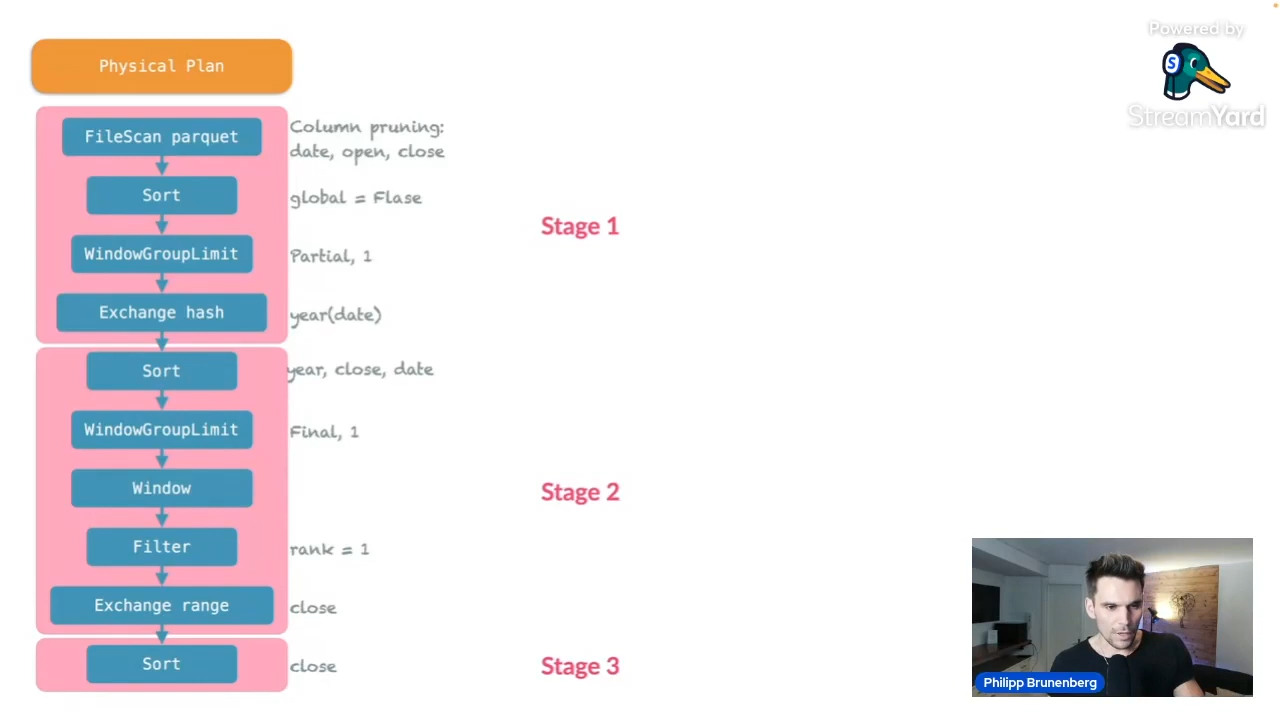 Powered by
S
StreamYard
Physical Plan
FileScan parquet
Column pruning:
date, open, close
Sort
global = Flase
Stage 1
WindowGroupLimit
Partial, 1
Exchange hash
year(date)
Sort
year, close, date
WindowGroupLimit
Final, 1
Window
Stage 2
Filter
rank = 1
Exchange range
close
Sort
close
Stage 3
Philipp Brunenberg